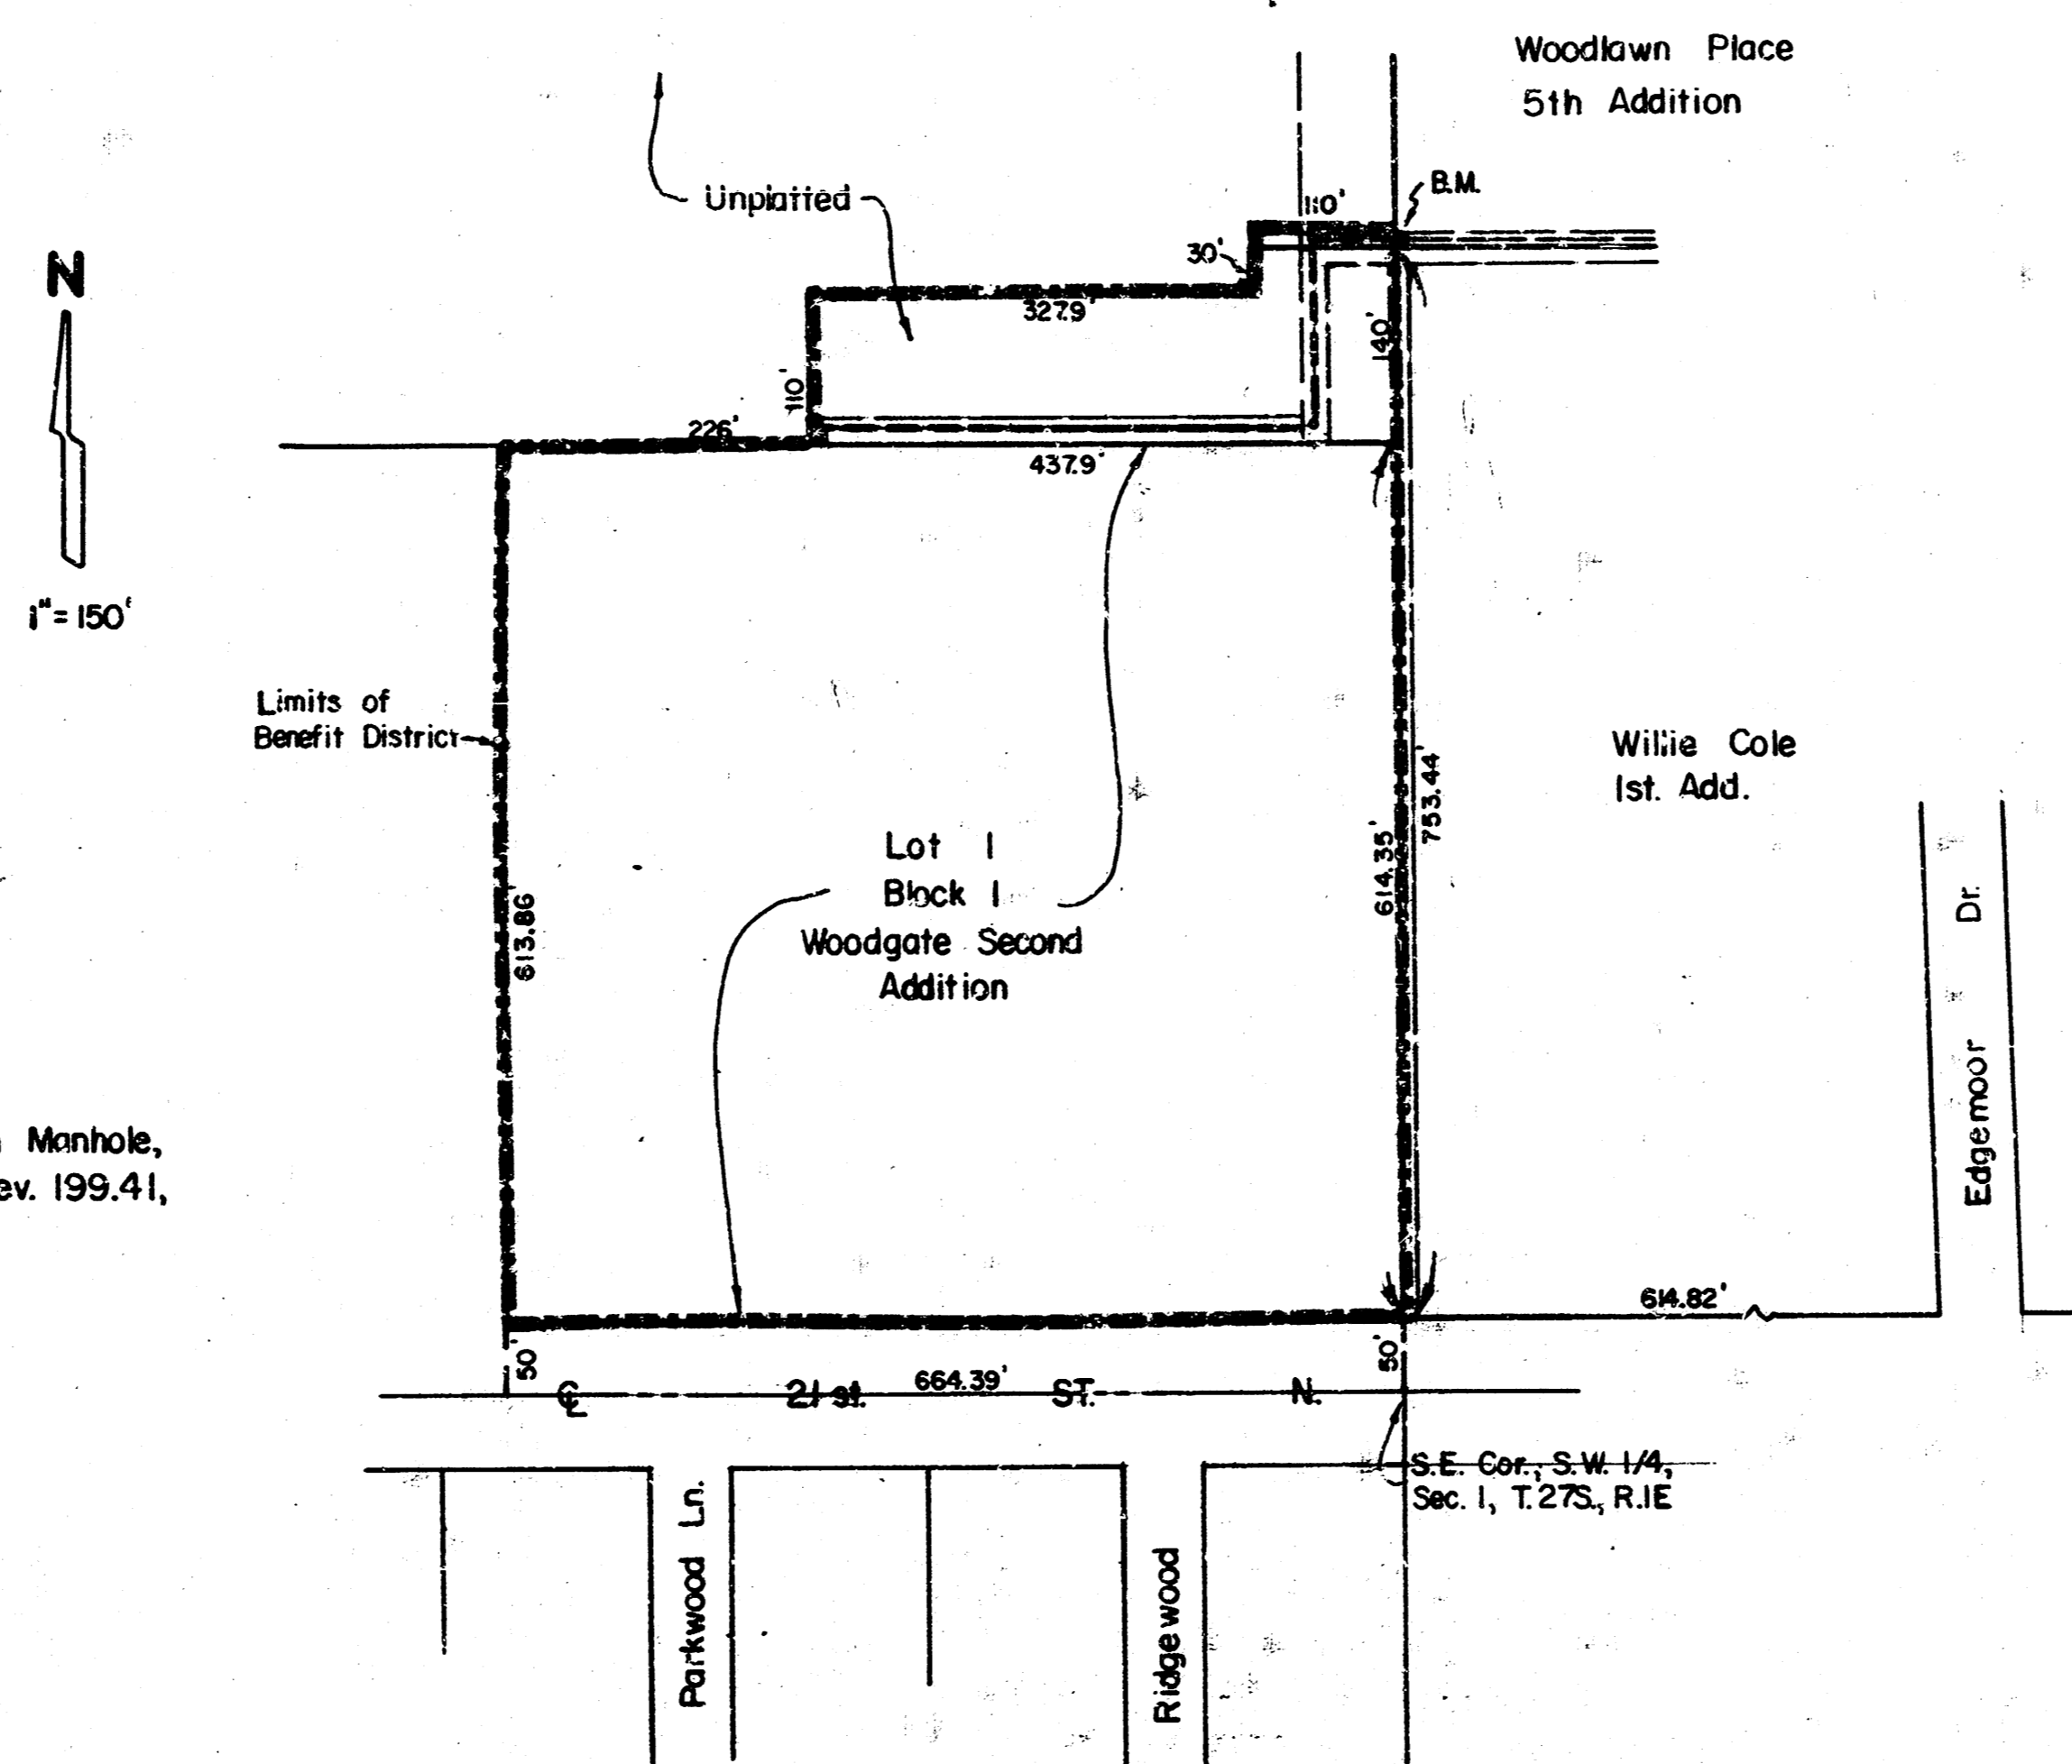 Woodlawn Place
5th Addition
B.M.
110'
Unplatted
30'
N
327.9'
140'
110'
226'
437.9'
1" = 150'
Limits of
Benefit District
Willie Cole
1st. Add.
753.44'
614.35'
Lot 1
Block 1
Woodgate Second
Addition
613.86'
Edgemoor Dr.
Manhole,
ev. 199.41,
614.82'
50'
50'
664.39'
℄ 21 st. ST. N.
S.E. Cor., S.W. 1/4,
Sec. 1, T.27S., R.1E
Parkwood Ln.
Ridgewood